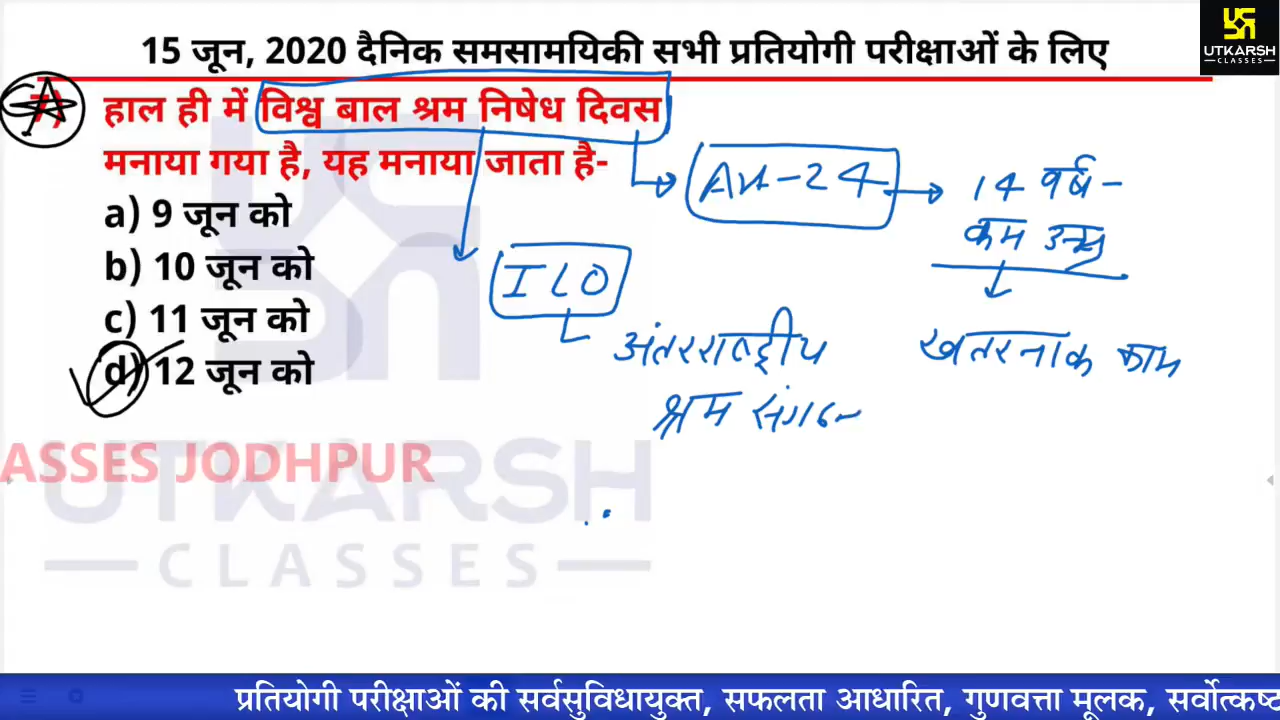 UTKARSH
CLASSES
15 जून, 2020 दैनिक समसामयिकी सभी प्रतियोगी परीक्षाओं के लिए
7) हाल ही में विश्व बाल श्रम निषेध दिवस
मनाया गया है, यह मनाया जाता है-
a) 9 जून को
b) 10 जून को
c) 11 जून को
d) 12 जून को
Art-24
14 वर्ष-
कम उम्र
खतरनाक काम
ILO
अंतरराष्ट्रीय
श्रम संगठन
ASSES JODHPUR
UTKARSH
CLASSES
प्रतियोगी परीक्षाओं की सर्वसुविधायुक्त, सफलता आधारित, गुणवत्ता मूलक, सर्वोत्कृष्ट